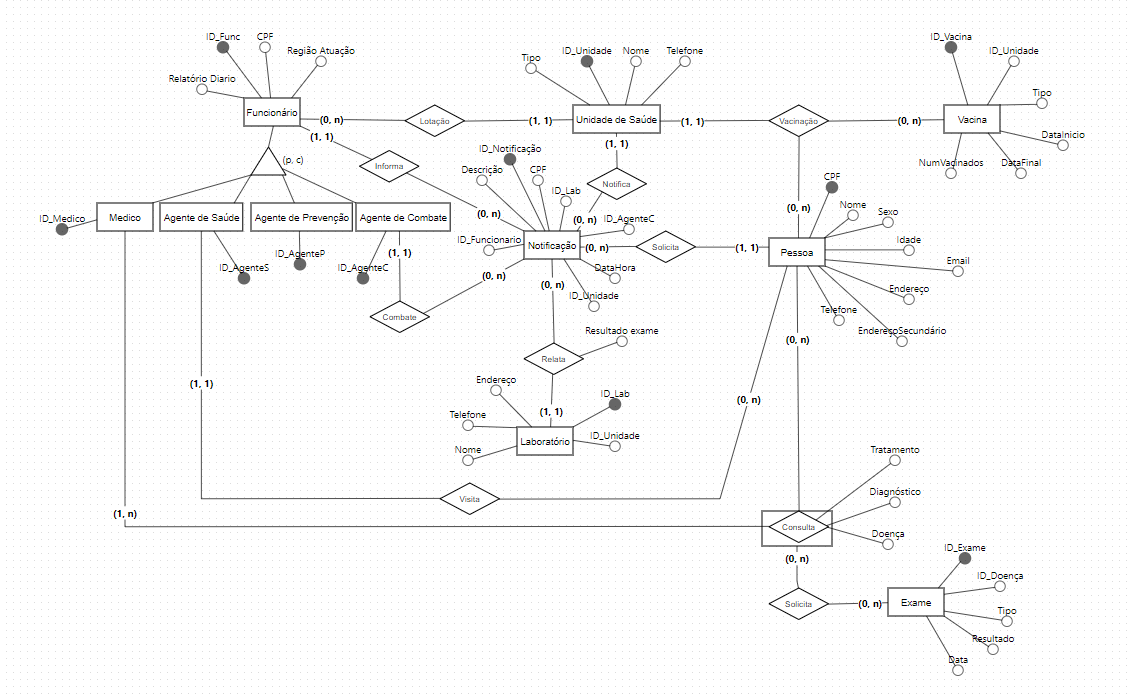 ID_Func
CPF
Região Atuação
Relatório Diario
Funcionário
(0, n)
Lotação
(1, 1)
Tipo
ID_Unidade
Nome
Telefone
Unidade de Saúde
(1, 1)
Vacinação
(0, n)
ID_Vacina
ID_Unidade
Tipo
Vacina
DataInicio
NumVaginados
DataFinal
(1, 1)
(1, 1)
(p, c)
Informa
ID_Notificação
Descrição
CPF
ID_Lab
Notifica
CPF
Nome
Sexo
(0, n)
ID_Medico
Medico
Agente de Saúde
Agente de Prevenção
Agente de Combate
(0, n)
(0, n)
ID_AgenteC
ID_Funcionario
Notificação
(0, n)
Solicita
(1, 1)
Pessoa
Idade
Email
ID_AgenteS
ID_AgenteP
ID_AgenteC
(1, 1)
(0, n)
(0, n)
DataHora
ID_Unidade
Endereço
Telefone
EndereçoSecundário
Combate
(0, n)
Resultado exame
Relata
(1, 1)
Endereço
ID_Lab
(0, n)
Telefone
(1, 1)
Laboratório
ID_Unidade
Nome
Tratamento
Visita
Diagnóstico
(1, n)
Consulta
Doença
(0, n)
ID_Exame
ID_Doença
Solicita
(0, n)
Exame
Tipo
Resultado
Data